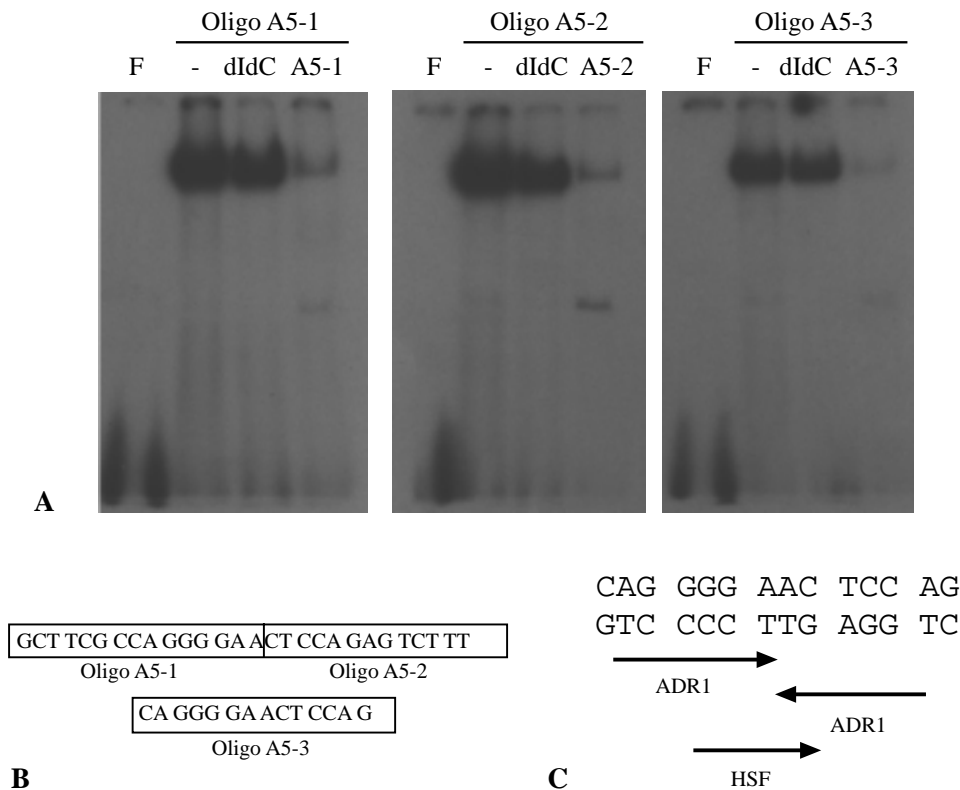 Oligo A5-1 Oligo A5-2 Oligo A5-3
F - dIdC A5-1 F - dIdC A5-2 F - dIdC A5-3
A
CAG GGG AAC TCC AG
GTC CCC TTG AGG TC
ADR1
ADR1
HSF
C
GCT TCG CCA GGG GA ACT CCA GAG TCT TT
Oligo A5-1 Oligo A5-2
CA GGG GA ACT CCA G
Oligo A5-3
B